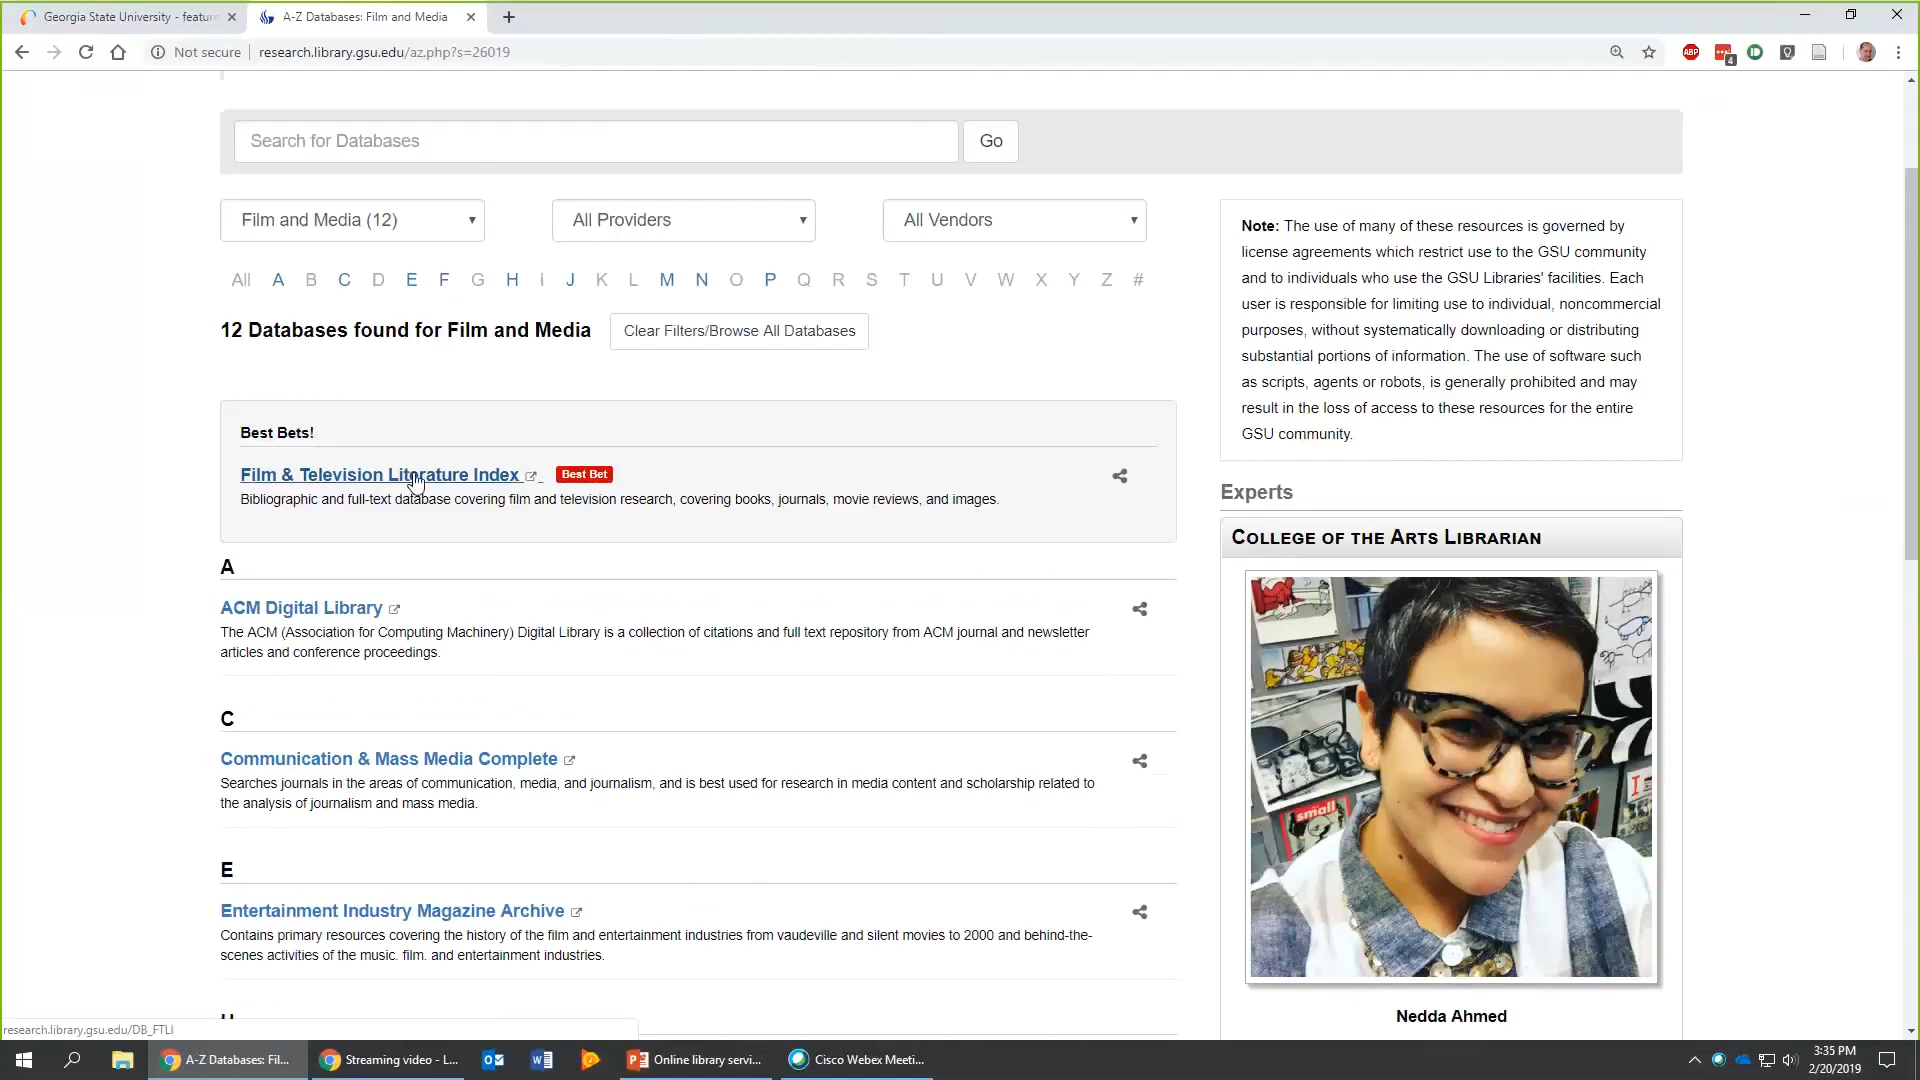 Georgia State University - feature
A-Z Databases: Film and Media
Not secure
research.library.gsu.edu/az.php?s=26019
ABP
4
Search for Databases
Go
Film and Media (12)
All Providers
All Vendors
All A B C D E F G H I J K L M N O P Q R S T U V W X Y Z #
12 Databases found for Film and Media
Clear Filters/Browse All Databases
Best Bets!
Film & Television Literature Index
Best Bet
Bibliographic and full-text database covering film and television research, covering books, journals, movie reviews, and images.
A
ACM Digital Library
The ACM (Association for Computing Machinery) Digital Library is a collection of citations and full text repository from ACM journal and newsletter
articles and conference proceedings.
C
Communication & Mass Media Complete
Searches journals in the areas of communication, media, and journalism, and is best used for research in media content and scholarship related to
the analysis of journalism and mass media.
E
Entertainment Industry Magazine Archive
Contains primary resources covering the history of the film and entertainment industries from vaudeville and silent movies to 2000 and behind-the-
scenes activities of the music, film, and entertainment industries.
Note: The use of many of these resources is governed by
license agreements which restrict use to the GSU community
and to individuals who use the GSU Libraries' facilities. Each
user is responsible for limiting use to individual, noncommercial
purposes, without systematically downloading or distributing
substantial portions of information. The use of software such
as scripts, agents or robots, is generally prohibited and may
result in the loss of access to these resources for the entire
GSU community.
Experts
College of the Arts Librarian
small
Nedda Ahmed
research.library.gsu.edu/DB_FTLI
A-Z Databases: Fil...
Streaming video - L...
Online library servi...
Cisco Webex Meeti...
3:35 PM
2/20/2019